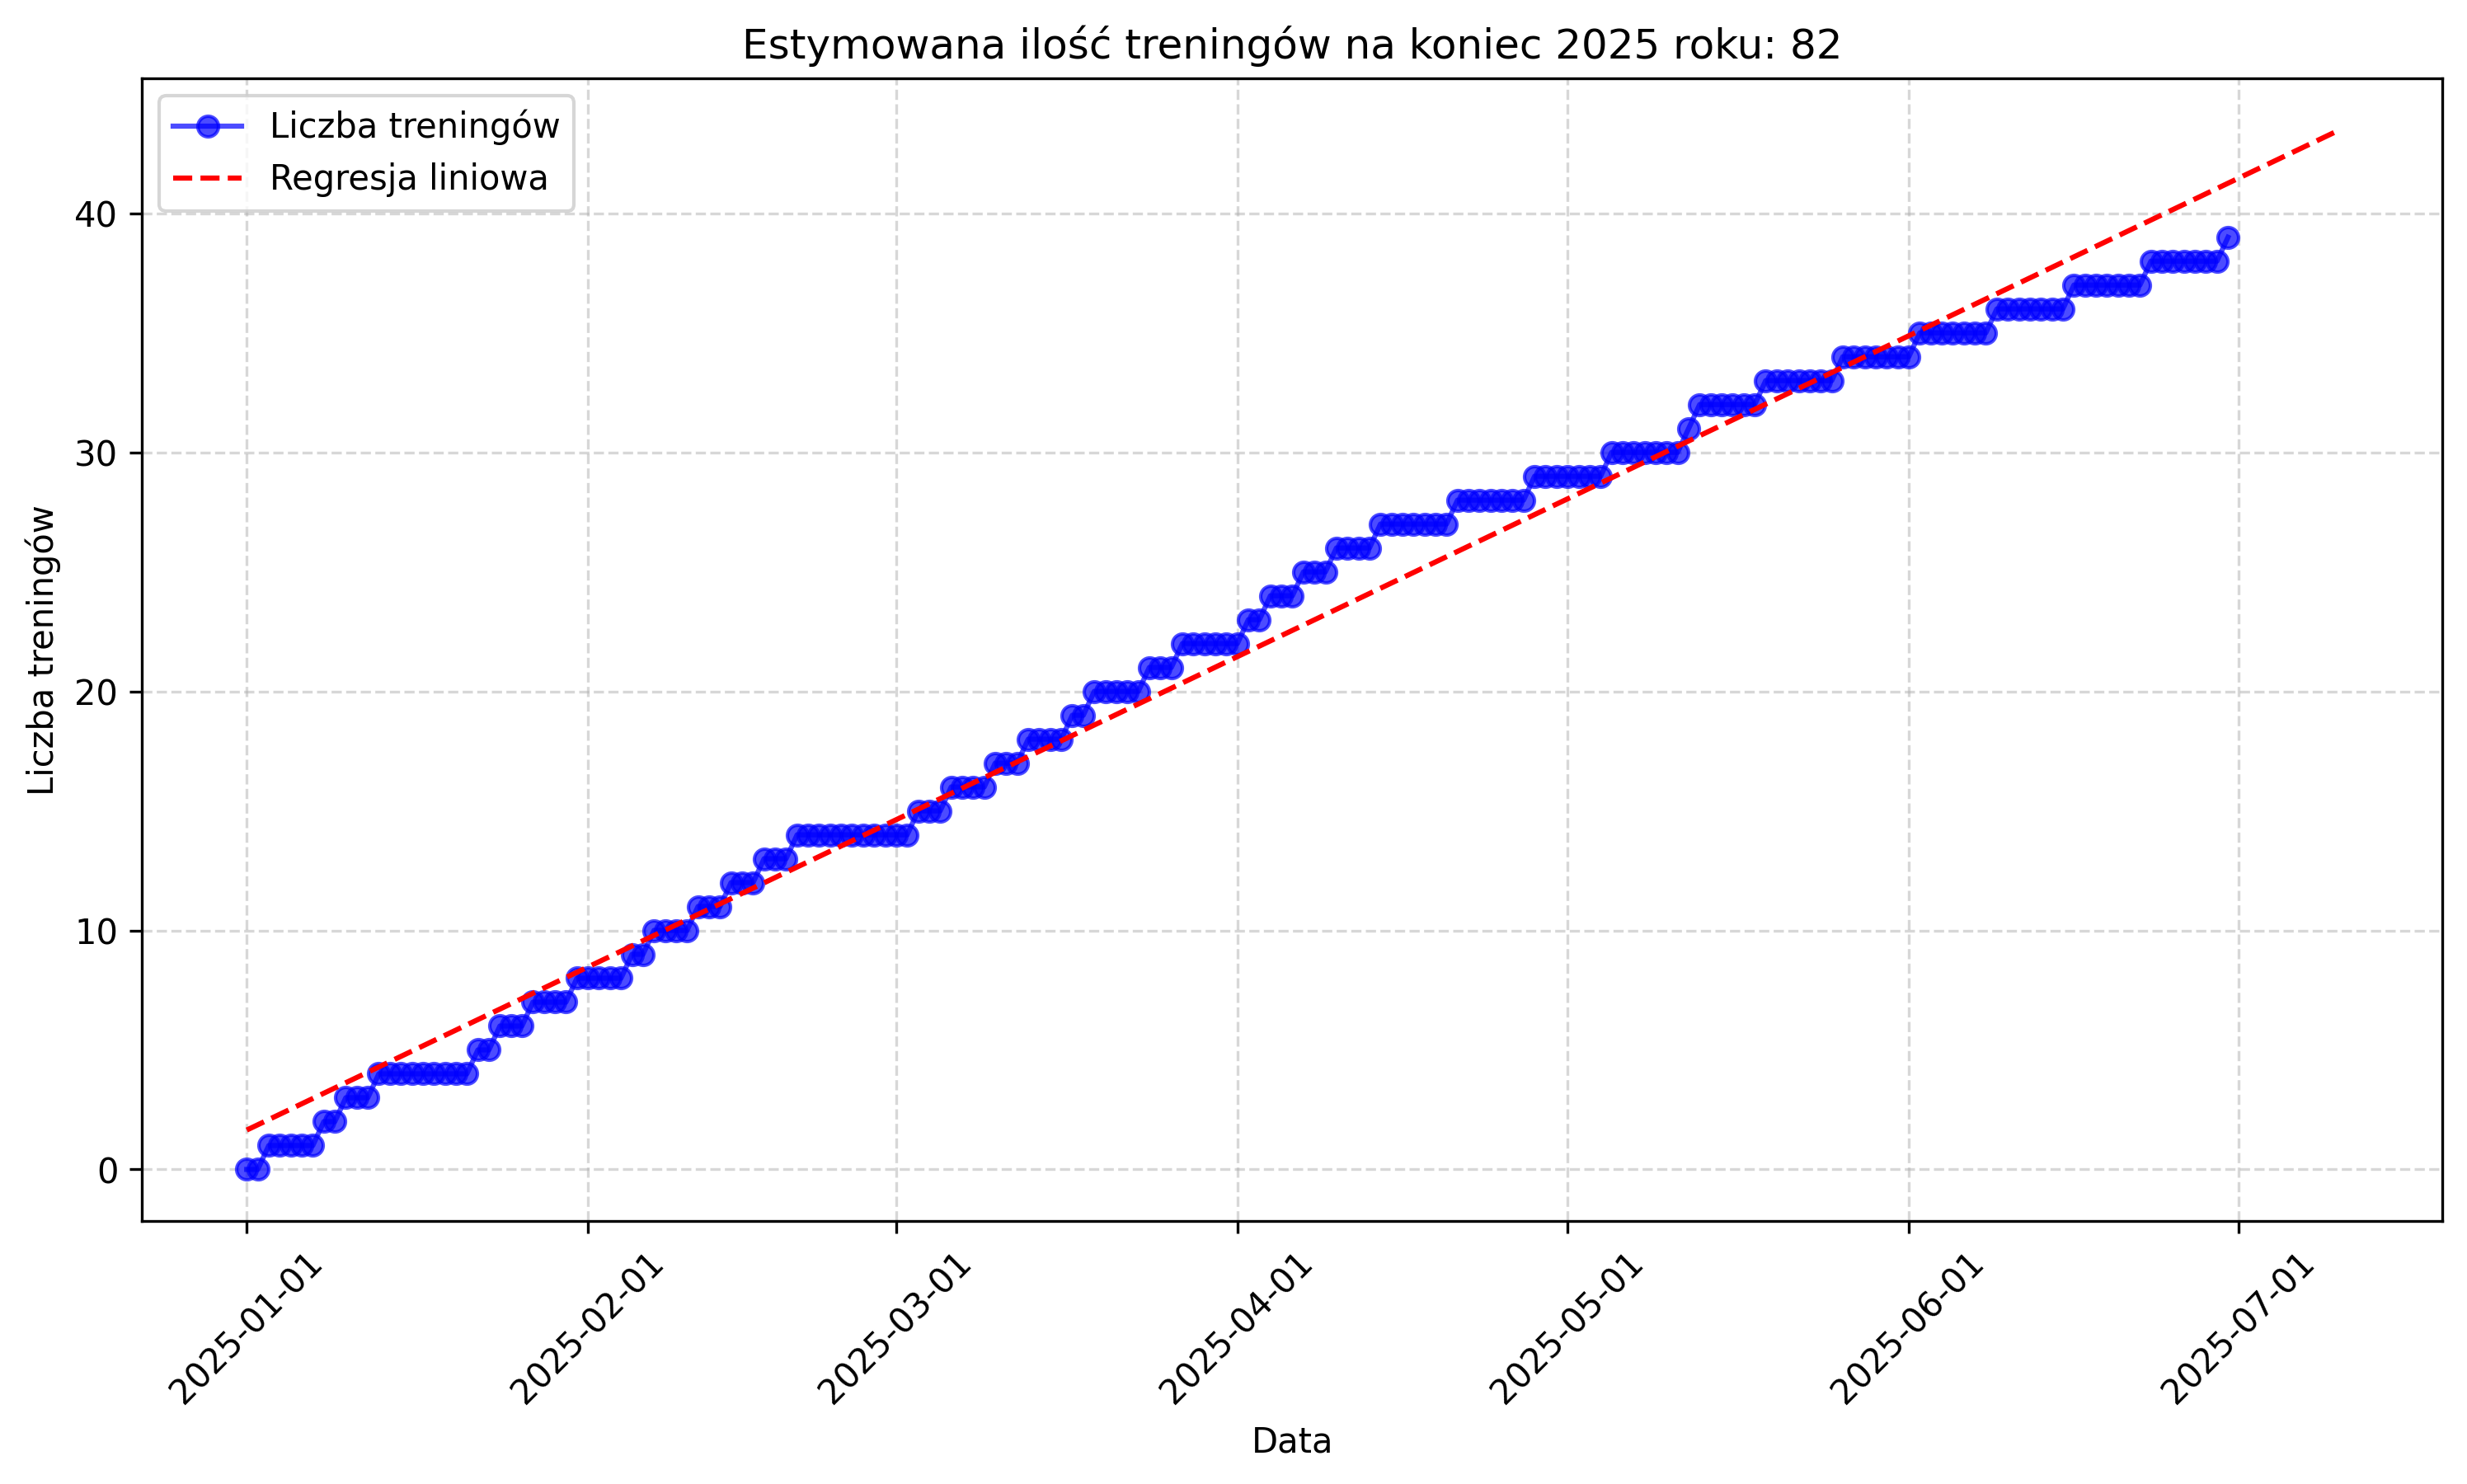 Estymowana ilość treningów na koniec 2025 roku: 82
Liczba treningów
Regresja liniowa
Liczba treningów
40
30
20
10
0
2025-01-01
2025-02-01
2025-03-01
2025-04-01
2025-05-01
2025-06-01
2025-07-01
Data